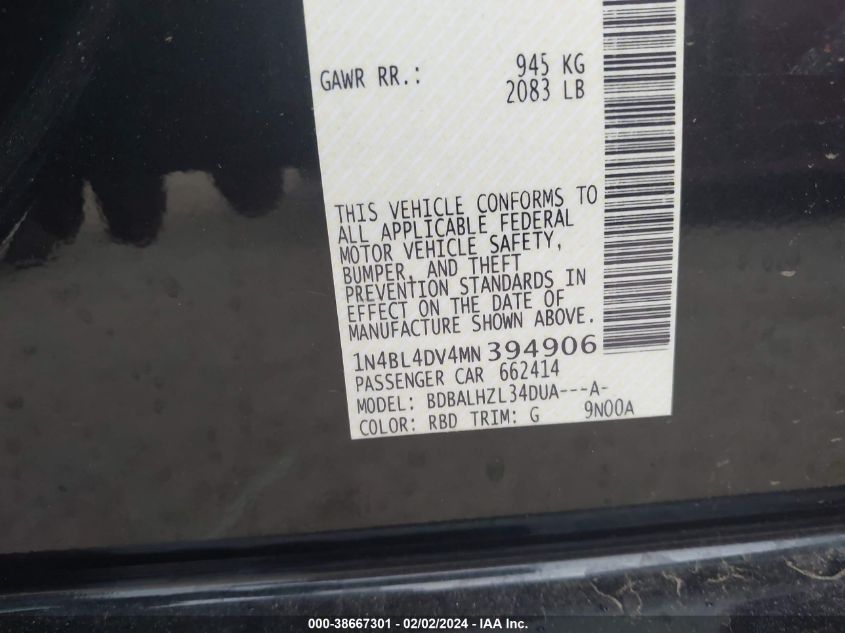 GAWR RR.: 945 KG
2083 LB
THIS VEHICLE CONFORMS TO
ALL APPLICABLE FEDERAL
MOTOR VEHICLE SAFETY,
BUMPER, AND THEFT
PREVENTION STANDARDS IN
EFFECT ON THE DATE OF
MANUFACTURE SHOWN ABOVE.
1N4BL4DV4MN394906
PASSENGER CAR 662414
MODEL: BDBALHZL34DUA---A-
COLOR: RBD TRIM: G 9N00A
000-38667301 - 02/02/2024 - IAA Inc.